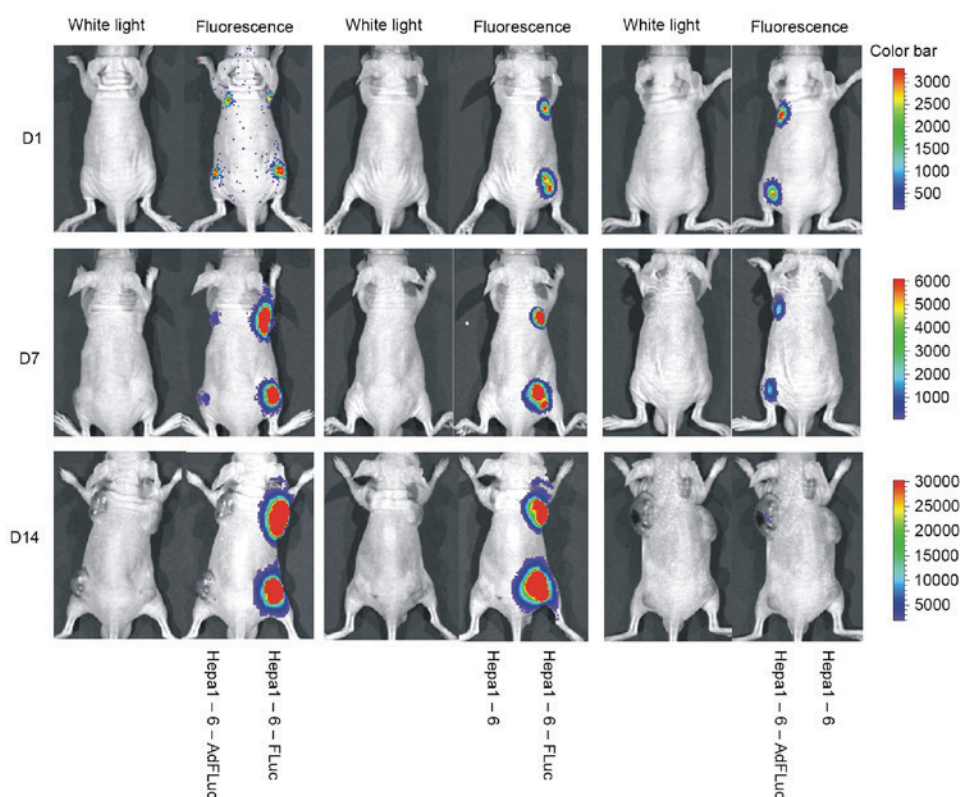 White light
Fluorescence
White light
Fluorescence
White light
Fluorescence
Color bar
D1
3000
2500
2000
1500
1000
500
D7
6000
5000
4000
3000
2000
1000
D14
30000
25000
20000
15000
10000
5000
Hepa1 – 6 – AdFLuc
Hepa1 – 6 – FLuc
Hepa1 – 6
Hepa1 – 6 – FLuc
Hepa1 – 6 – AdFLuc
Hepa1 – 6